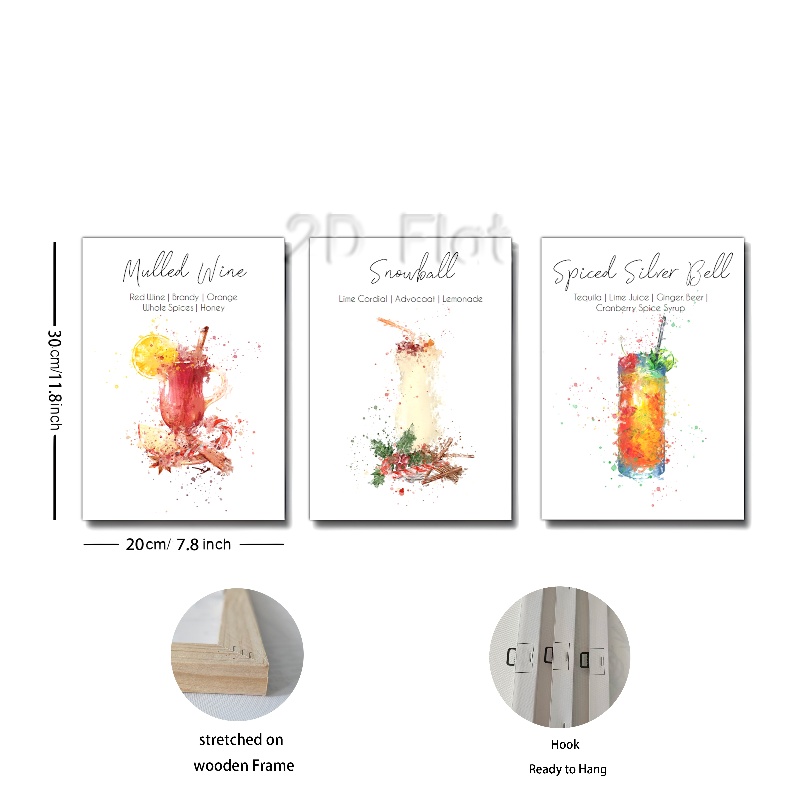 2D Flat
Mulled Wine
Red Wine | Brandy | Orange
Whole Spices | Honey
Snowball
Lime Cordial | Advocaat | Lemonade
Spiced Silver Bell
Tequila | Lime Juice | Ginger Beer |
Cranberry Spice Syrup
30cm/11.8inch
20cm/ 7.8 inch
stretched on
wooden Frame
Hook
Ready to Hang